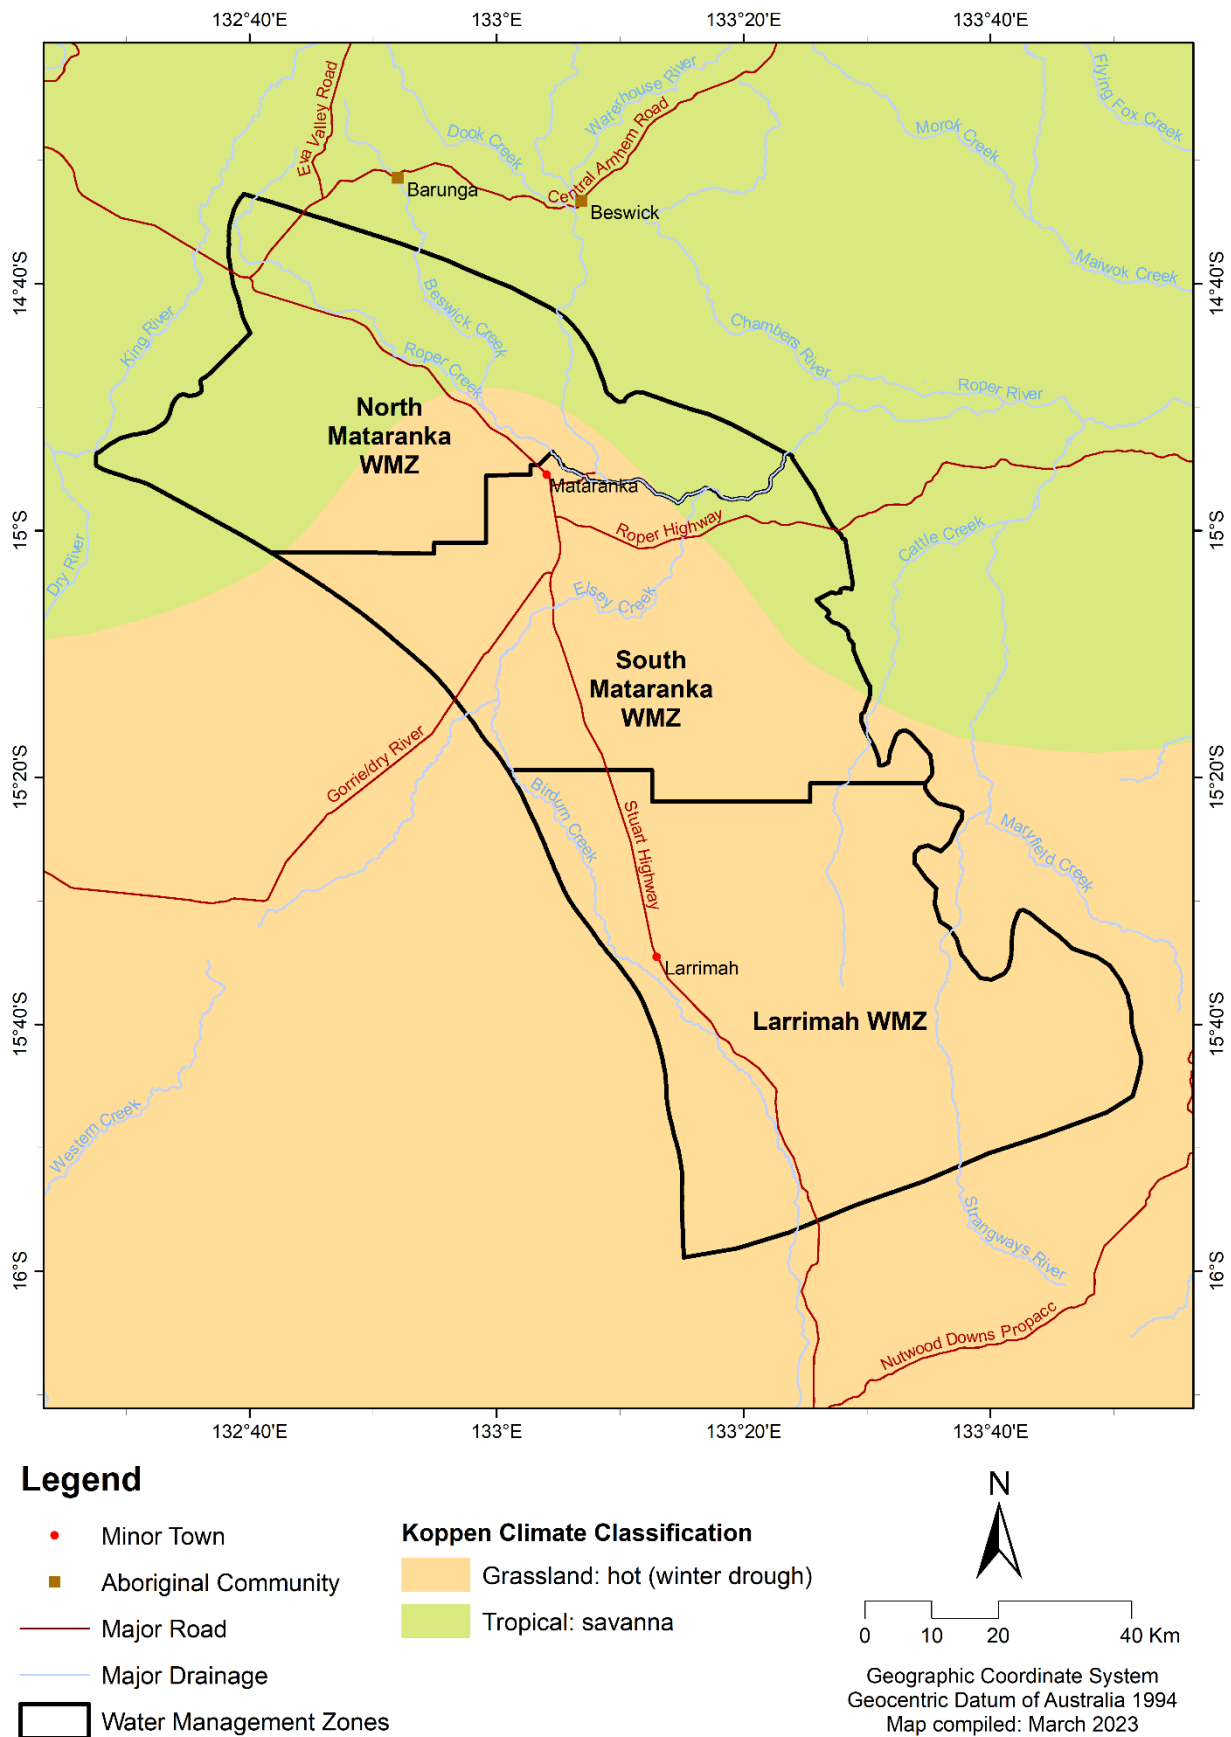 132°40'E
133°E
133°20'E
133°40'E
Eva Valley Road
Dook Creek
Waterhouse River
Central Arnhem Road
Flying Fox Creek
Morok Creek
Barunga
Beswick
14°40'S
14°40'S
Maiwok Creek
King River
Beswick Creek
Roper Creek
Chambers River
Roper River
North
Mataranka
WMZ
Mataranka
15°S
15°S
Dry River
Roper Highway
Cattle Creek
Elsey Creek
South
Mataranka
WMZ
Gorrie/dry River
15°20'S
15°20'S
Birdum Creek
Stuart Highway
Maryfield Creek
Larrimah
15°40'S
15°40'S
Larrimah WMZ
Western Creek
Strangways River
16°S
16°S
Nutwood Downs Propacc
132°40'E
133°E
133°20'E
133°40'E
Legend
Minor Town
Aboriginal Community
Major Road
Major Drainage
Water Management Zones
Koppen Climate Classification
Grassland: hot (winter drough)
Tropical: savanna
N
0 10 20 40 Km
Geographic Coordinate System
Geocentric Datum of Australia 1994
Map compiled: March 2023